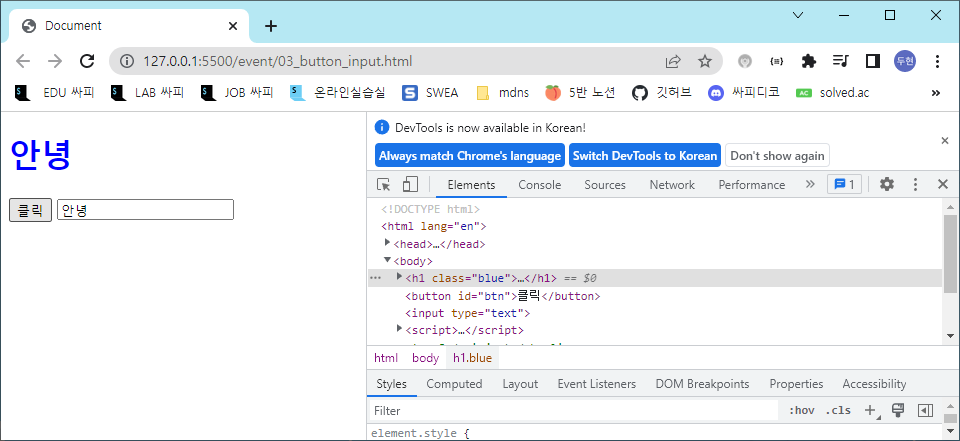 Document
127.0.0.1:5500/event/03_button_input.html
두현
EDU 싸피
LAB 싸피
JOB 싸피
온라인실습실
SWEA
mdns
5반 노션
깃허브
싸피디코
solved.ac
»
안녕
클릭
안녕
DevTools is now available in Korean!
Always match Chrome's language
Switch DevTools to Korean
Don't show again
Elements
Console
Sources
Network
Performance
»
1
<!DOCTYPE html>
<html lang="en">
<head>…</head>
<body>
<h1 class="blue">…</h1> == $0
<button id="btn">클릭</button>
<input type="text">
<script>…</script>
html body h1.blue
Styles
Computed
Layout
Event Listeners
DOM Breakpoints
Properties
Accessibility
Filter
:hov .cls
element.style {